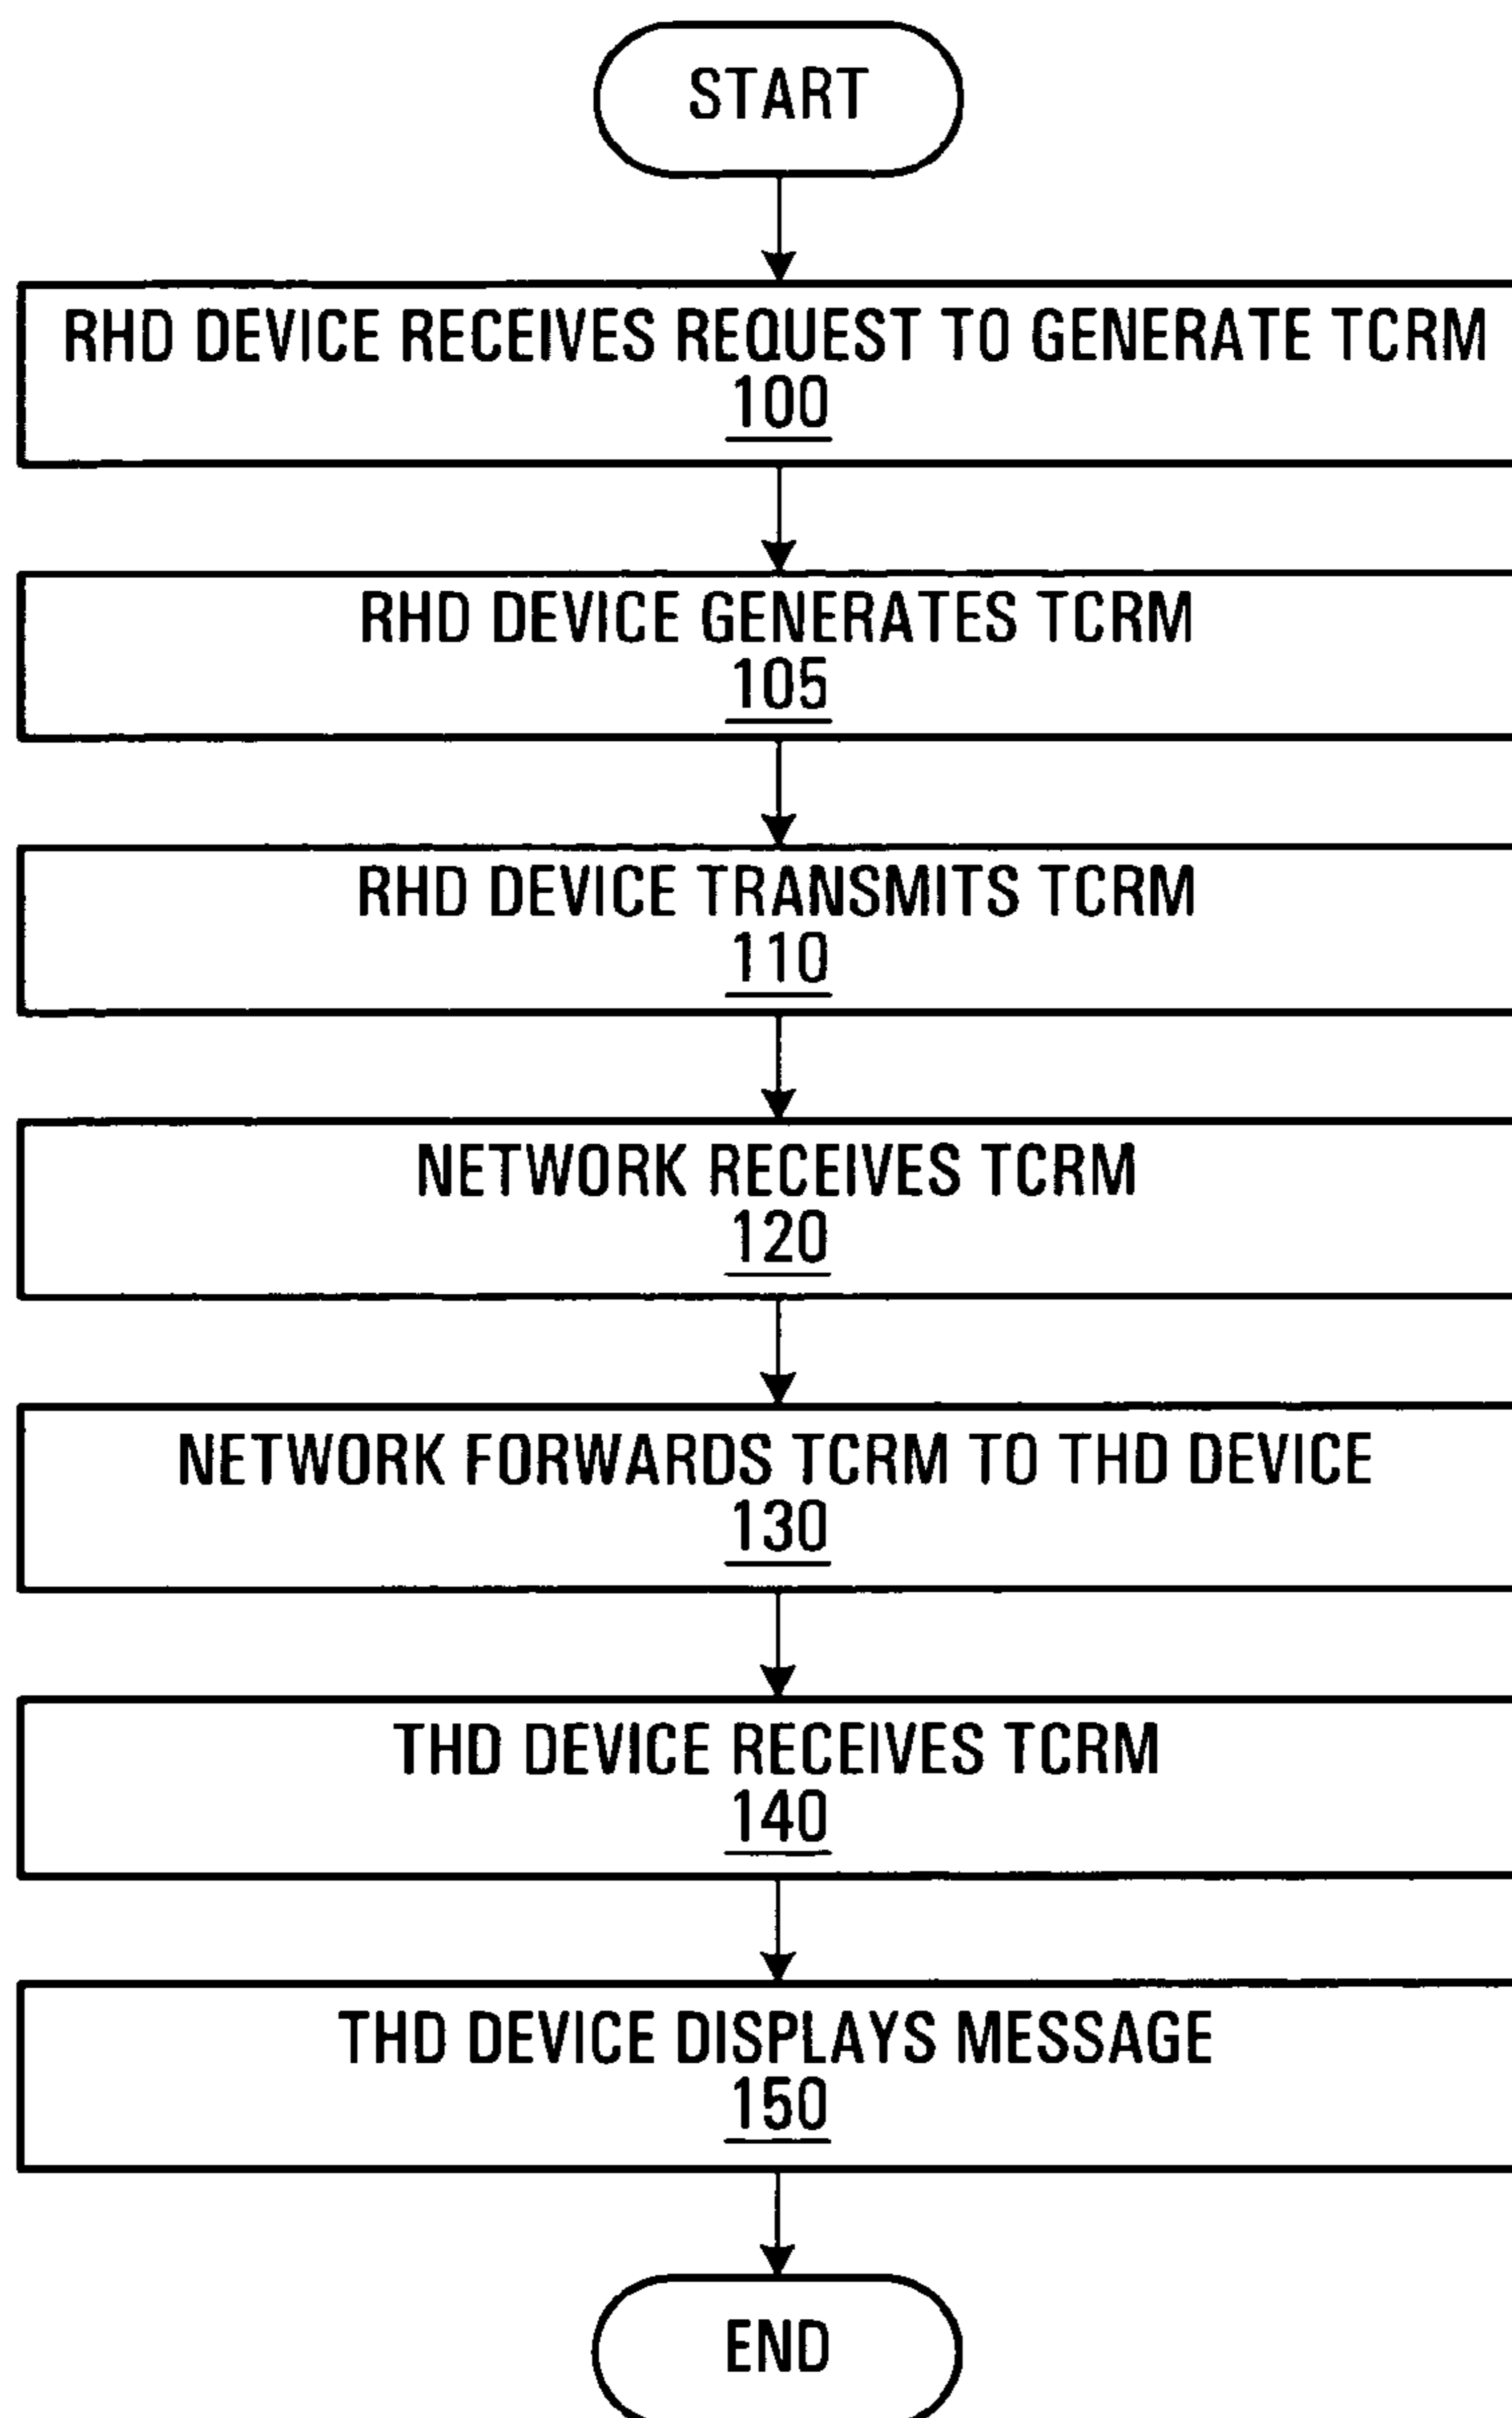 START
RHD DEVICE RECEIVES REQUEST TO GENERATE TCRM
100
RHD DEVICE GENERATES TCRM
105
RHD DEVICE TRANSMITS TCRM
110
NETWORK RECEIVES TCRM
120
NETWORK FORWARDS TCRM TO THD DEVICE
130
THD DEVICE RECEIVES TCRM
140
THD DEVICE DISPLAYS MESSAGE
150
END